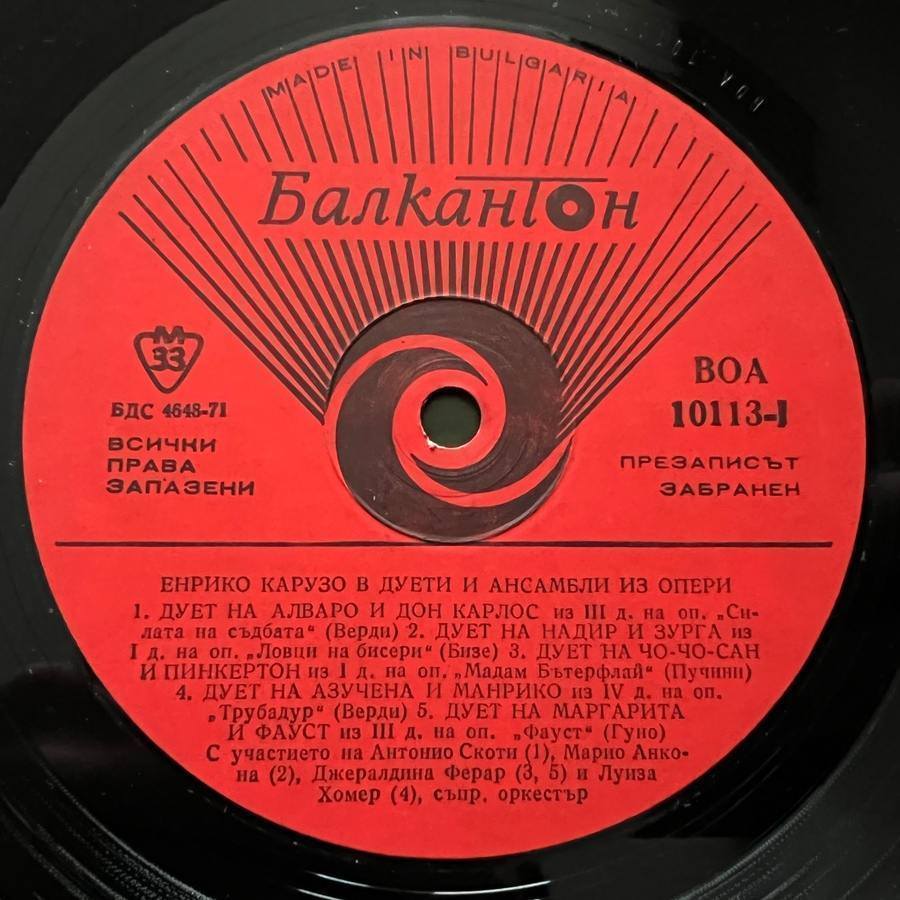 MADE IN BULGARIA
Балкантон
М
33
БДС 4648-71
ВСИЧКИ
ПРАВА
ЗАПАЗЕНИ
ВОА
10113-I
ПРЕЗАПИСЪТ
ЗАБРАНЕН
ЕНРИКО КАРУЗО В ДУЕТИ И АНСАМБЛИ ИЗ ОПЕРИ
1. ДУЕТ НА АЛВАРО И ДОН КАРЛОС из III д. на оп. „Си-
лата на съдбата“ (Верди) 2. ДУЕТ НА НАДИР И ЗУРГА из
I д. на оп. „Ловци на бисери“ (Бизе) 3. ДУЕТ НА ЧО-ЧО-САН
И ПИНКЕРТОН из I д. на оп. „Мадам Бътерфлай“ (Пучини)
4. ДУЕТ НА АЗУЧЕНА И МАНРИКО из IV д. на оп.
„Трубадур“ (Верди) 5. ДУЕТ НА МАРГАРИТА
И ФАУСТ из III д. на оп. „Фауст“ (Гуно)
С участието на Антонио Скоти (1), Марио Анко-
на (2), Джералдина Ферар (3, 5) и Луиза
Хомер (4), съпр. оркестър